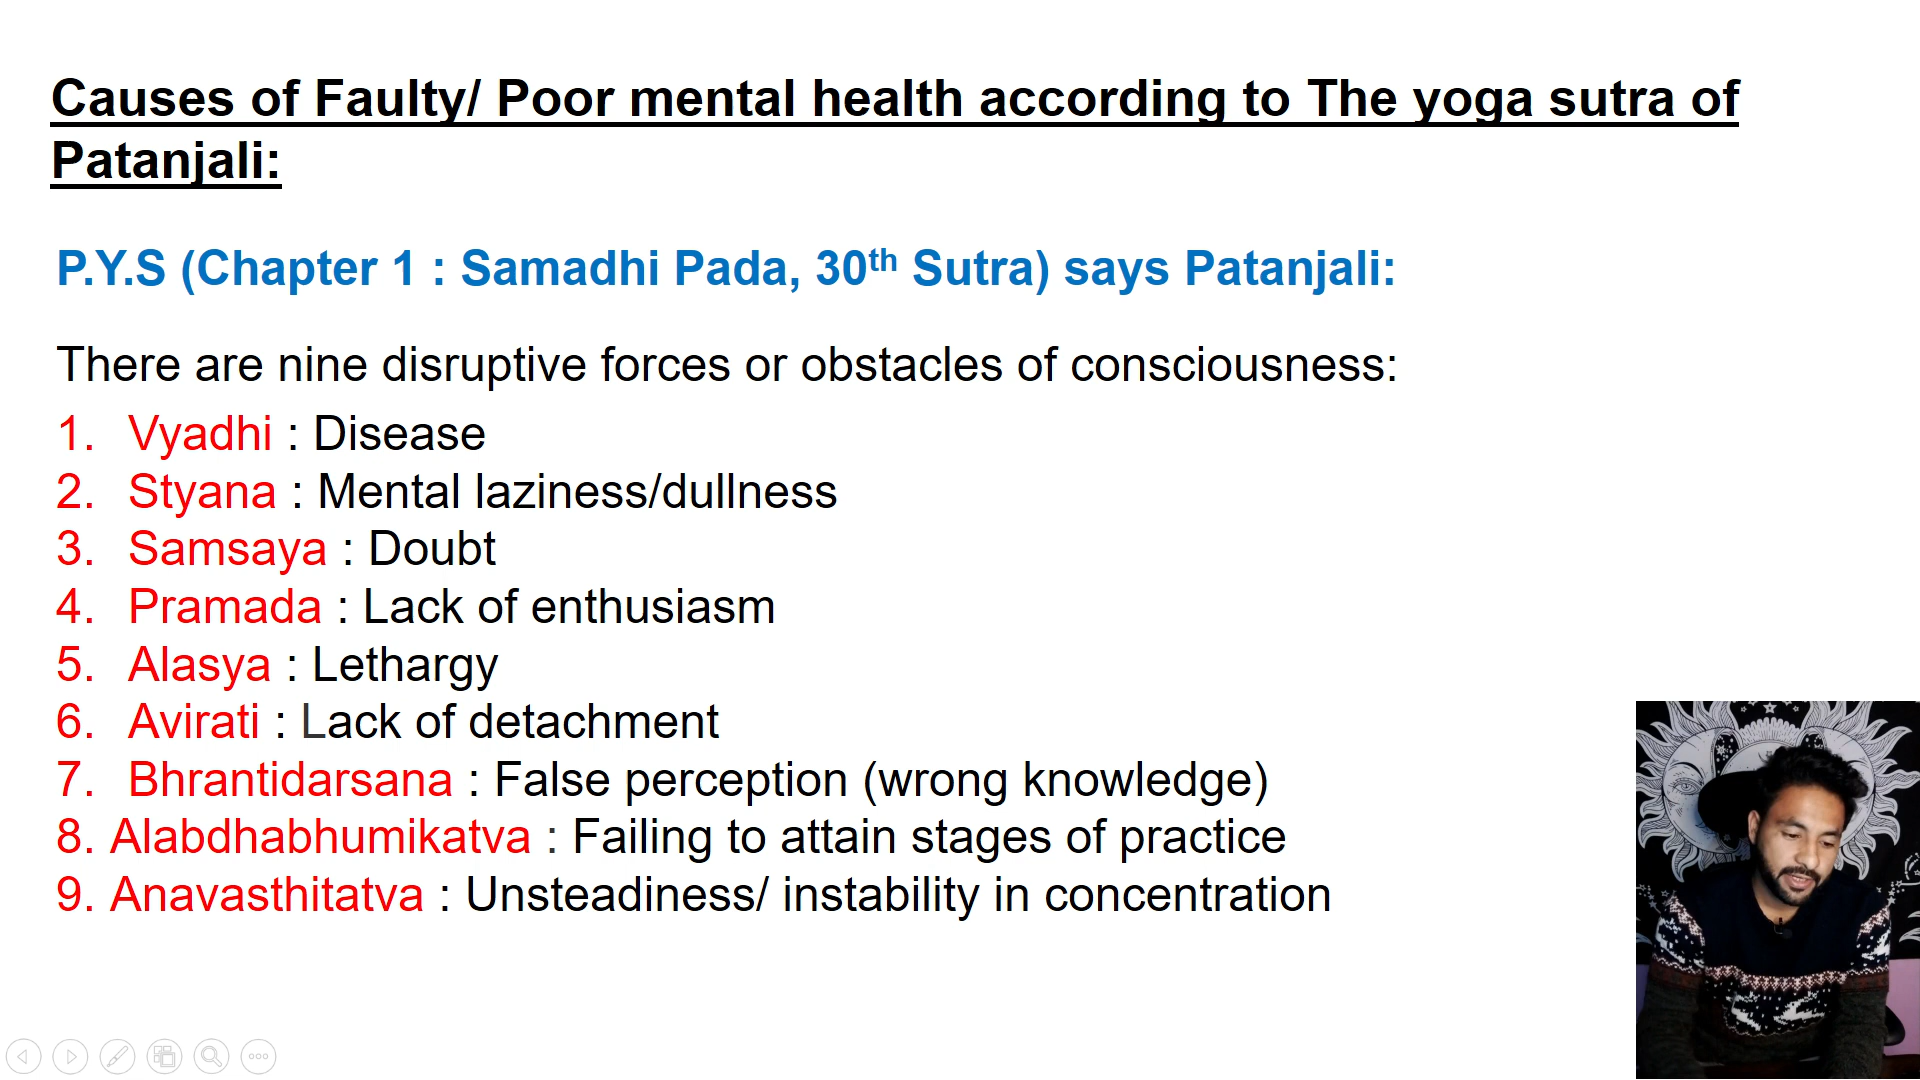 Causes of Faulty/ Poor mental health according to The yoga sutra of
Patanjali:
P.Y.S (Chapter 1 : Samadhi Pada, 30th Sutra) says Patanjali:
There are nine disruptive forces or obstacles of consciousness:
1. Vyadhi : Disease
2. Styana : Mental laziness/dullness
3. Samsaya : Doubt
4. Pramada : Lack of enthusiasm
5. Alasya : Lethargy
6. Avirati : Lack of detachment
7. Bhrantidarsana : False perception (wrong knowledge)
8. Alabdhabhumikatva : Failing to attain stages of practice
9. Anavasthitatva : Unsteadiness/ instability in concentration